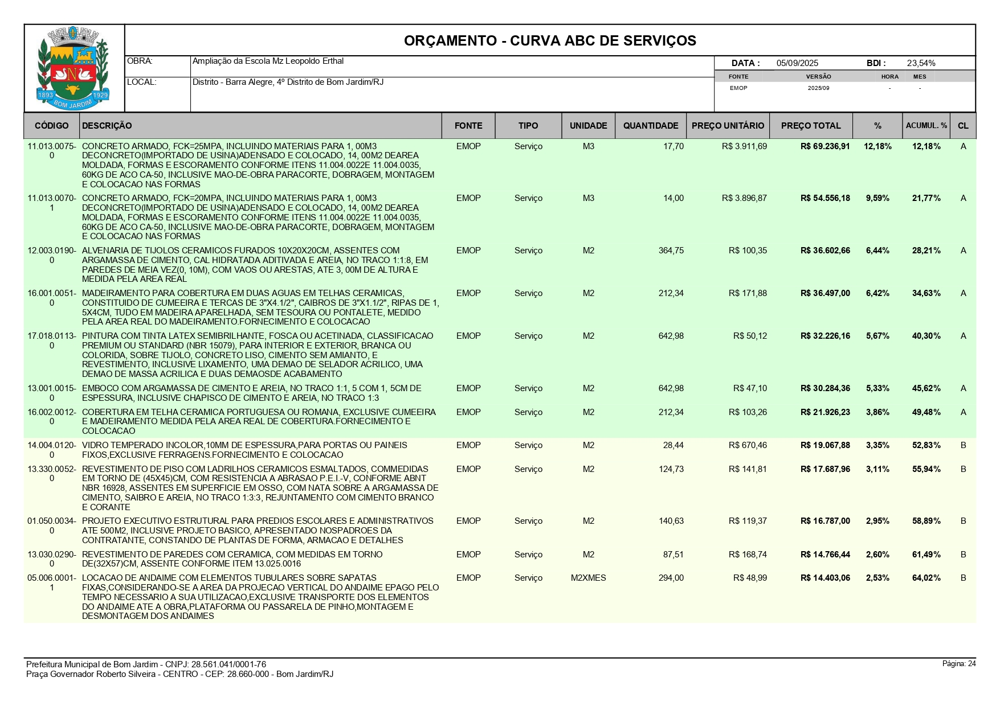 ORÇAMENTO - CURVA ABC DE SERVIÇOS
N
1893 1929
BOM JARDIM
OBRA: Ampliação da Escola Mz Leopoldo Erthal
LOCAL: Distrito - Barra Alegre, 4º Distrito de Bom Jardim/RJ
DATA : 05/09/2025 BDI : 23,54%
FONTE VERSÃO HORA MES
EMOP 2025/09 - -
CÓDIGO DESCRIÇÃO FONTE TIPO UNIDADE QUANTIDADE PREÇO UNITÁRIO PREÇO TOTAL % ACUMUL. % CL
11.013.0075- CONCRETO ARMADO, FCK=25MPA, INCLUINDO MATERIAIS PARA 1, 00M3 EMOP Serviço M3 17,70 R$ 3.911,69 R$ 69.236,91 12,18% 12,18% A
0 DECONCRETO(IMPORTADO DE USINA)ADENSADO E COLOCADO, 14, 00M2 DEAREA
MOLDADA, FORMAS E ESCORAMENTO CONFORME ITENS 11.004.0022E 11.004.0035,
60KG DE ACO CA-50, INCLUSIVE MAO-DE-OBRA PARACORTE, DOBRAGEM, MONTAGEM
E COLOCACAO NAS FORMAS
11.013.0070- CONCRETO ARMADO, FCK=20MPA, INCLUINDO MATERIAIS PARA 1, 00M3 EMOP Serviço M3 14,00 R$ 3.896,87 R$ 54.556,18 9,59% 21,77% A
1 DECONCRETO(IMPORTADO DE USINA)ADENSADO E COLOCADO, 14, 00M2 DEAREA
MOLDADA, FORMAS E ESCORAMENTO CONFORME ITENS 11.004.0022E 11.004.0035,
60KG DE ACO CA-50, INCLUSIVE MAO-DE-OBRA PARACORTE, DOBRAGEM, MONTAGEM
E COLOCACAO NAS FORMAS
12.003.0190- ALVENARIA DE TIJOLOS CERAMICOS FURADOS 10X20X20CM, ASSENTES COM EMOP Serviço M2 364,75 R$ 100,35 R$ 36.602,66 6,44% 28,21% A
0 ARGAMASSA DE CIMENTO, CAL HIDRATADA ADITIVADA E AREIA, NO TRACO 1:1:8, EM
PAREDES DE MEIA VEZ(0, 10M), COM VAOS OU ARESTAS, ATE 3, 00M DE ALTURA E
MEDIDA PELA AREA REAL
16.001.0051- MADEIRAMENTO PARA COBERTURA EM DUAS AGUAS EM TELHAS CERAMICAS, EMOP Serviço M2 212,34 R$ 171,88 R$ 36.497,00 6,42% 34,63% A
0 CONSTITUIDO DE CUMEEIRA E TERCAS DE 3"X4.1/2", CAIBROS DE 3"X1.1/2", RIPAS DE 1,
5X4CM, TUDO EM MADEIRA APARELHADA, SEM TESOURA OU PONTALETE, MEDIDO
PELA AREA REAL DO MADEIRAMENTO.FORNECIMENTO E COLOCACAO
17.018.0113- PINTURA COM TINTA LATEX SEMIBRILHANTE, FOSCA OU ACETINADA, CLASSIFICACAO EMOP Serviço M2 642,98 R$ 50,12 R$ 32.226,16 5,67% 40,30% A
0 PREMIUM OU STANDARD (NBR 15079), PARA INTERIOR E EXTERIOR, BRANCA OU
COLORIDA, SOBRE TIJOLO, CONCRETO LISO, CIMENTO SEM AMIANTO, E
REVESTIMENTO, INCLUSIVE LIXAMENTO, UMA DEMAO DE SELADOR ACRILICO, UMA
DEMAO DE MASSA ACRILICA E DUAS DEMAOSDE ACABAMENTO
13.001.0015- EMBOCO COM ARGAMASSA DE CIMENTO E AREIA, NO TRACO 1:1, 5 COM 1, 5CM DE EMOP Serviço M2 642,98 R$ 47,10 R$ 30.284,36 5,33% 45,62% A
0 ESPESSURA, INCLUSIVE CHAPISCO DE CIMENTO E AREIA, NO TRACO 1:3
16.002.0012- COBERTURA EM TELHA CERAMICA PORTUGUESA OU ROMANA, EXCLUSIVE CUMEEIRA EMOP Serviço M2 212,34 R$ 103,26 R$ 21.926,23 3,86% 49,48% A
0 E MADEIRAMENTO MEDIDA PELA AREA REAL DE COBERTURA.FORNECIMENTO E
COLOCACAO
14.004.0120- VIDRO TEMPERADO INCOLOR,10MM DE ESPESSURA,PARA PORTAS OU PAINEIS EMOP Serviço M2 28,44 R$ 670,46 R$ 19.067,88 3,35% 52,83% B
0 FIXOS,EXCLUSIVE FERRAGENS.FORNECIMENTO E COLOCACAO
13.330.0052- REVESTIMENTO DE PISO COM LADRILHOS CERAMICOS ESMALTADOS, COMMEDIDAS EMOP Serviço M2 124,73 R$ 141,81 R$ 17.687,96 3,11% 55,94% B
0 EM TORNO DE (45X45)CM, COM RESISTENCIA A ABRASAO P.E.I.-V, CONFORME ABNT
NBR 16928, ASSENTES EM SUPERFICIE EM OSSO, COM NATA SOBRE A ARGAMASSA DE
CIMENTO, SAIBRO E AREIA, NO TRACO 1:3:3, REJUNTAMENTO COM CIMENTO BRANCO
E CORANTE
01.050.0034- PROJETO EXECUTIVO ESTRUTURAL PARA PREDIOS ESCOLARES E ADMINISTRATIVOS EMOP Serviço M2 140,63 R$ 119,37 R$ 16.787,00 2,95% 58,89% B
0 ATE 500M2, INCLUSIVE PROJETO BASICO, APRESENTADO NOSPADROES DA
CONTRATANTE, CONSTANDO DE PLANTAS DE FORMA, ARMACAO E DETALHES
13.030.0290- REVESTIMENTO DE PAREDES COM CERAMICA, COM MEDIDAS EM TORNO EMOP Serviço M2 87,51 R$ 168,74 R$ 14.766,44 2,60% 61,49% B
0 DE(32X57)CM, ASSENTE CONFORME ITEM 13.025.0016
05.006.0001- LOCACAO DE ANDAIME COM ELEMENTOS TUBULARES SOBRE SAPATAS EMOP Serviço M2XMES 294,00 R$ 48,99 R$ 14.403,06 2,53% 64,02% B
1 FIXAS,CONSIDERANDO-SE A AREA DA PROJECAO VERTICAL DO ANDAIME EPAGO PELO
TEMPO NECESSARIO A SUA UTILIZACAO,EXCLUSIVE TRANSPORTE DOS ELEMENTOS
DO ANDAIME ATE A OBRA,PLATAFORMA OU PASSARELA DE PINHO,MONTAGEM E
DESMONTAGEM DOS ANDAIMES
Prefeitura Municipal de Bom Jardim - CNPJ: 28.561.041/0001-76 Página: 24
Praça Governador Roberto Silveira - CENTRO - CEP: 28.660-000 - Bom Jardim/RJ